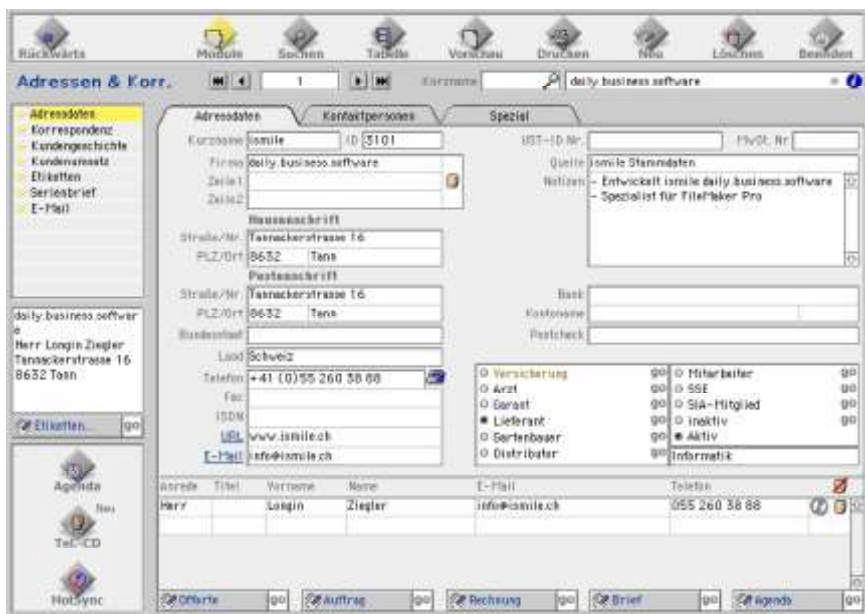 Rückwärts Module Suchen Tabelle Vorschau Drucken Neu Löschen Beenden
Adressen & Korr. 1 Kurzname daily.business.software
Adressdaten
Korrespondenz
Kundengeschichte
Kundenumsatz
Etiketten
Serienbrief
E-Mail
daily.business.softwar
e
Herr Longin Ziegler
Tannackerstrasse 16
8632 Tann
Etiketten... go
Agenda
Neu
TwixTel-CD
HotSync
Adressdaten Kontaktpersonen Spezial
Kurzname ismile ID 3101
Firma daily.business.software
Zeile1
Zeile2
Hausanschrift
Straße/Nr. Tannackerstrasse 16
PLZ/Ort 8632 Tann
Postanschrift
Straße/Nr. Tannackerstrasse 16
PLZ/Ort 8632 Tann
Bundesstaat
Land Schweiz
Telefon +41 (0)55 260 38 88
Fax
ISDN
URL www.ismile.ch
E-Mail info@ismile.ch
UST-ID Nr. MwSt. Nr
Quelle ismile Stammdaten
Notizen - Entwickelt ismile daily.business.software
- Spezialist für FileMaker Pro
Bank
Kontoname
Postcheck
Versicherung go Mitarbeiter go
Arzt go SSE go
Garant go SIA-Mitglied go
Lieferant go inaktiv go
Gartenbauer go Aktiv
Distributor go Informatik
Anrede Titel Vorname Name E-Mail Telefon
Herr Longin Ziegler info@ismile.ch 055 260 38 88
Offerte go Auftrag go Rechnung go Brief go Agenda go